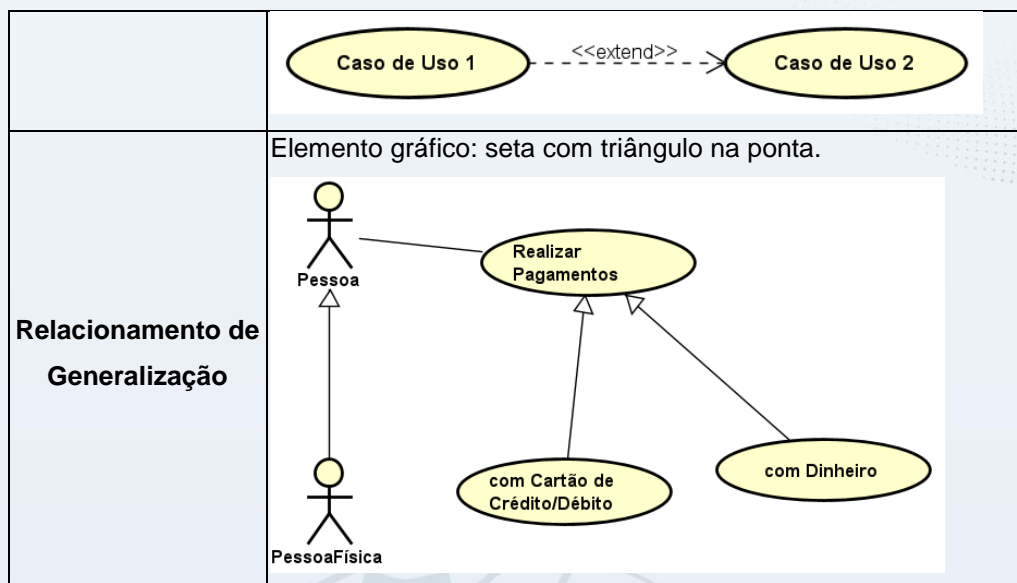 Caso de Uso 1
<<extend>>
Caso de Uso 2
Elemento gráfico: seta com triângulo na ponta.
Relacionamento de
Generalização
Pessoa
Realizar
Pagamentos
com Cartão de
Crédito/Débito
com Dinheiro
PessoaFísica